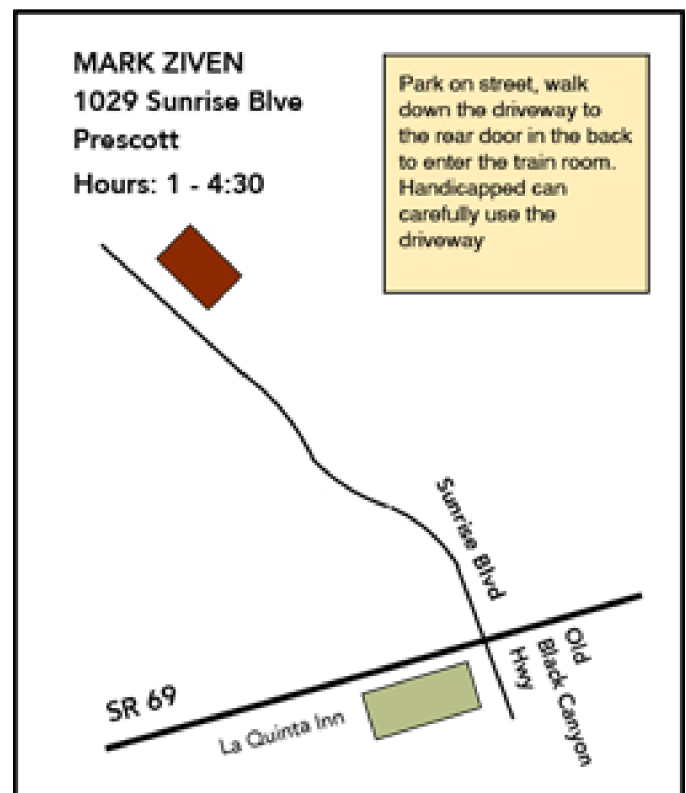 MARK ZIVEN
1029 Sunrise Blve
Prescott
Hours: 1 - 4:30
Park on street, walk
down the driveway to
the rear door in the back
to enter the train room.
Handicapped can
carefully use the
driveway
Sunrise Blvd
SR 69
La Quinta Inn
Old
Black Canyon
Hwy